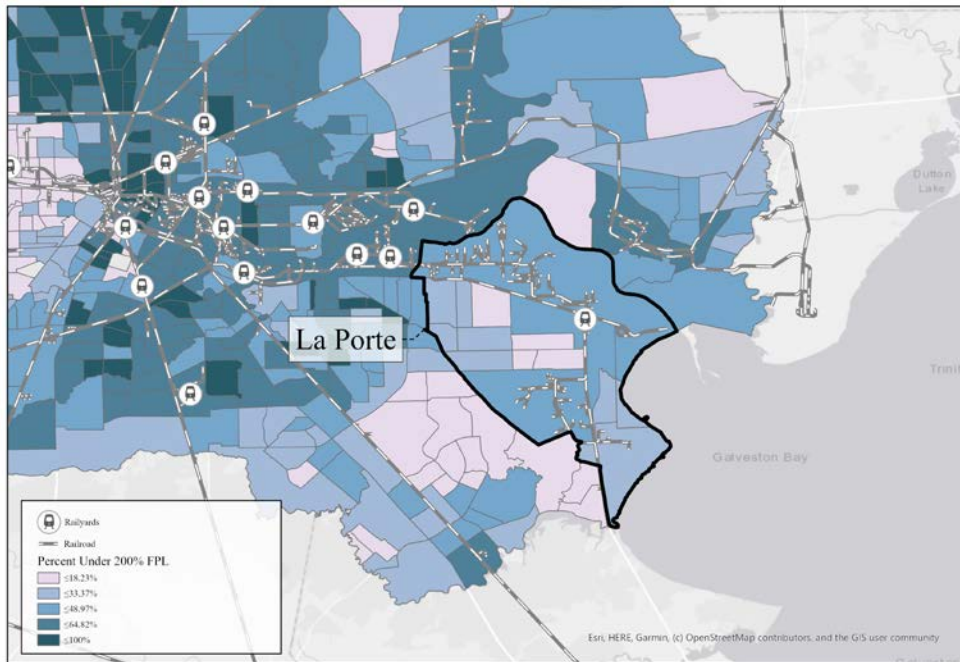 Dutton
Lake
La Porte
Galveston Bay
Railyards
Railroad
Percent Under 200% FPL
≤18.23%
≤33.37%
≤48.97%
≤64.82%
≤100%
Esri, HERE, Garmin, (c) OpenStreetMap contributors, and the GIS user community